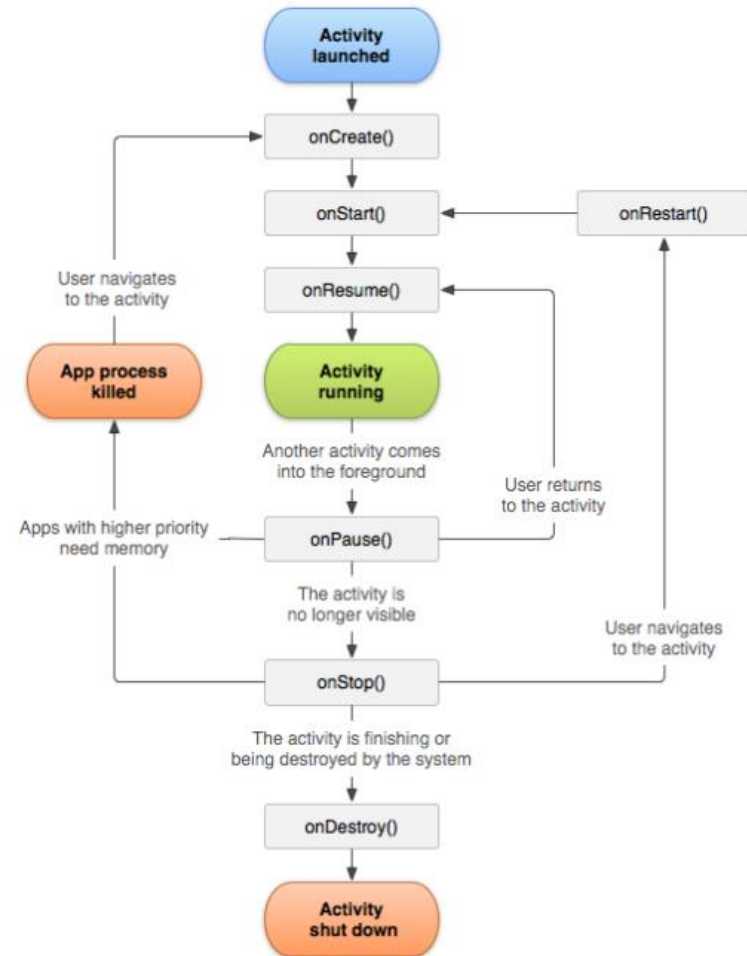 Activity
launched
onCreate()
onStart()
onRestart()
onResume()
User navigates
to the activity
App process
killed
Activity
running
Another activity comes
into the foreground
User returns
to the activity
Apps with higher priority
need memory
onPause()
The activity is
no longer visible
User navigates
to the activity
onStop()
The activity is finishing or
being destroyed by the system
onDestroy()
Activity
shut down